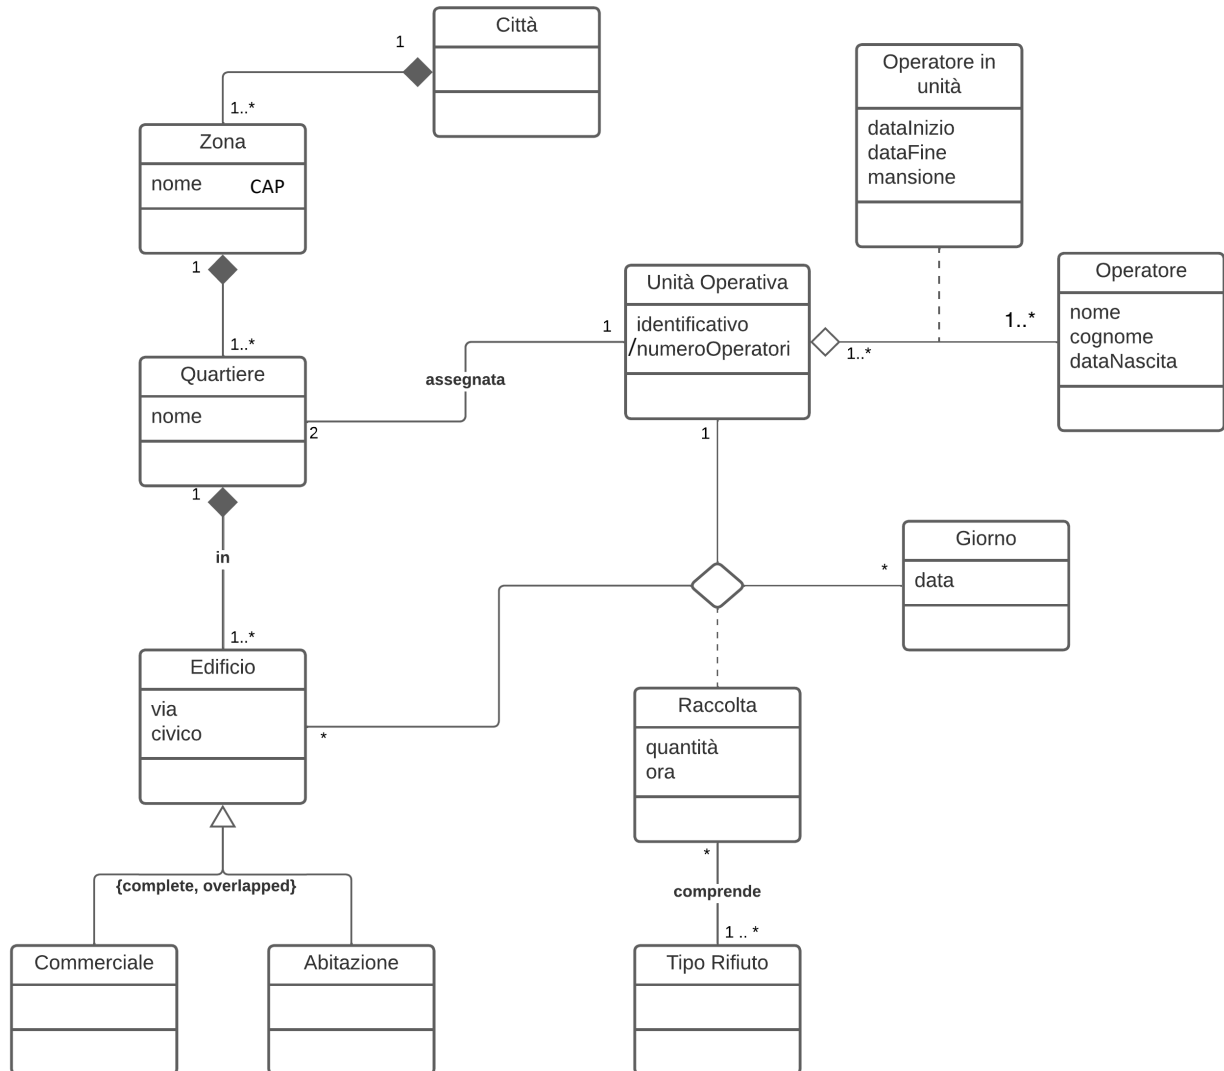 Città
1
1..*
Zona
nome CAP
1
1..*
Quartiere
nome
2
assegnata
1
Unità Operativa
identificativo
/numeroOperatori
1..*
1..*
Operatore in
unità
dataInizio
dataFine
mansione
Operatore
nome
cognome
dataNascita
1
in
1..*
Edificio
via
civico
*
1
*
Giorno
data
Raccolta
quantità
ora
*
comprende
1 .. *
Tipo Rifiuto
{complete, overlapped}
Commerciale
Abitazione